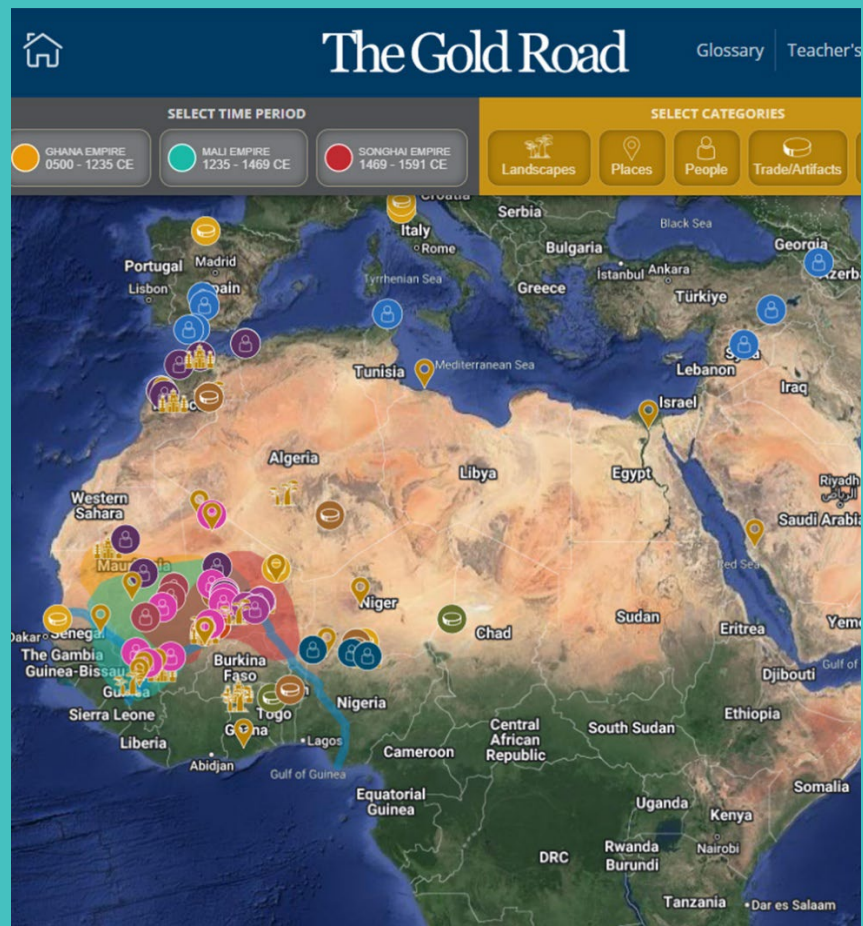 The Gold Road
Glossary
Teacher's
SELECT TIME PERIOD
SELECT CATEGORIES
GHANA EMPIRE
0500 - 1235 CE
MALI EMPIRE
1235 - 1469 CE
SONGHAI EMPIRE
1469 - 1591 CE
Landscapes
Places
People
Trade/Artifacts
Croatia
Serbia
Italy
Rome
Bulgaria
Black Sea
Georgia
Portugal
Madrid
Lisbon
Tyrrhenian Sea
Greece
İstanbul
Ankara
Türkiye
Tunisia
Mediterranean Sea
Lebanon
Iraq
Israel
Algeria
Libya
Egypt
Western
Sahara
Riyadh
الرياض
Saudi Arabi
Red Sea
Niger
Chad
Sudan
Eritrea
Yeme
Dakar
Senegal
The Gambia
Guinea-Bissau
Burkina
Faso
Togo
Nigeria
Djibouti
Gulf of
Sierra Leone
Liberia
Abidjan
Lagos
Gulf of Guinea
Cameroon
Central
African
Republic
South Sudan
Ethiopia
Somalia
Equatorial
Guinea
Uganda
Kenya
DRC
Rwanda
Burundi
Nairobi
Tanzania
Dar es Salaam